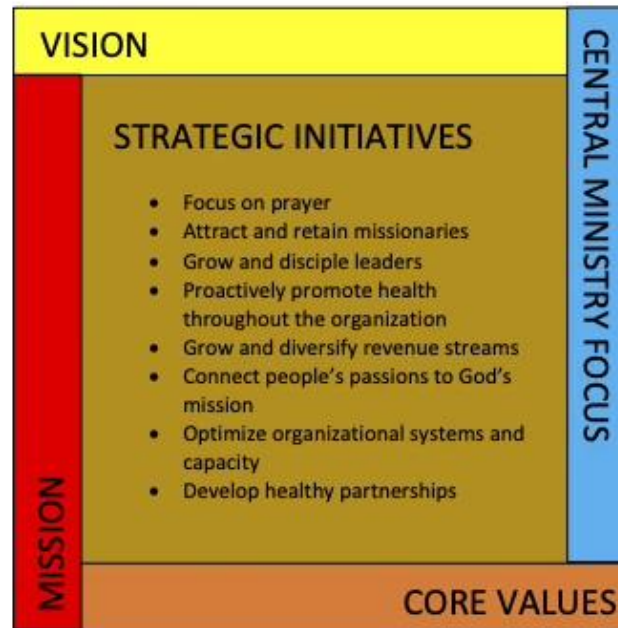 VISION
CENTRAL MINISTRY FOCUS
STRATEGIC INITIATIVES
• Focus on prayer
• Attract and retain missionaries
• Grow and disciple leaders
• Proactively promote health
throughout the organization
• Grow and diversify revenue streams
• Connect people's passions to God's
mission
• Optimize organizational systems and
capacity
• Develop healthy partnerships
MISSION
CORE VALUES